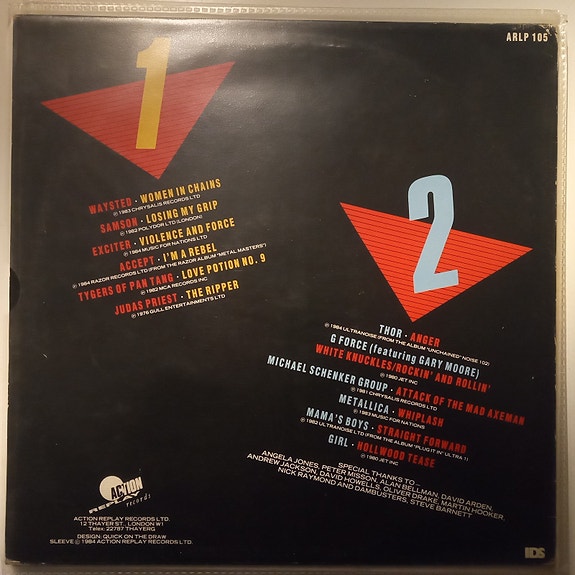 ARLP 105
1
WAYSTED · WOMEN IN CHAINS
℗ 1983 CHRYSALIS RECORDS LTD
SAMSON · LOSING MY GRIP
℗ 1982 POLYDOR LTD (LONDON)
EXCITER · VIOLENCE AND FORCE
℗ 1984 MUSIC FOR NATIONS LTD
ACCEPT · I'M A REBEL
℗ 1984 RAZOR RECORDS LTD (FROM THE RAZOR ALBUM "METAL MASTERS")
TYGERS OF PAN TANG · LOVE POTION NO. 9
℗ 1982 MCA RECORDS INC
JUDAS PRIEST · THE RIPPER
℗ 1976 GULL ENTERTAINMENTS LTD
2
THOR · ANGER
℗ 1984 ULTRANOISE (FROM THE ALBUM "UNCHAINED" NOISE 102)
G FORCE (featuring GARY MOORE)
WHITE KNUCKLES/ROCKIN' AND ROLLIN'
℗ 1980 JET INC
MICHAEL SCHENKER GROUP · ATTACK OF THE MAD AXEMAN
℗ 1981 CHRYSALIS RECORDS LTD
METALLICA · WHIPLASH
℗ 1983 MUSIC FOR NATIONS
MAMA'S BOYS · STRAIGHT FORWARD
℗ 1982 ULTRANOISE LTD (FROM THE ALBUM "PLUG IT IN" ULTRA 1)
GIRL · HOLLWOOD TEASE
℗ 1980 JET INC
SPECIAL THANKS TO ...
ANGELA JONES, PETER MISSON, ALAN BELLMAN, DAVID ARDEN,
ANDREW JACKSON, DAVID HOWELLS, OLIVER DRAKE, MARTIN HOOKER,
NICK RAYMOND AND DAMBUSTERS, STEVE BARNETT
ACTION
REPLAY
records
ACTION REPLAY RECORDS LTD.
12 THAYER ST., LONDON W1
Telex: 22787 THAYERG
DESIGN: QUICK ON THE DRAW
SLEEVE © 1984 ACTION REPLAY RECORDS LTD.
IDS